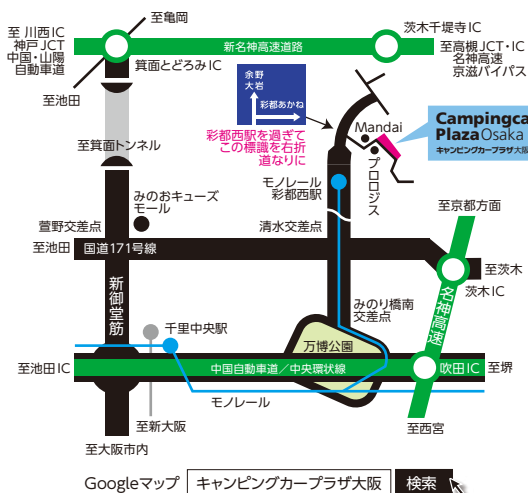 至亀岡
至 川西IC
神戸JCT
中国・山陽
自動車道
新名神高速道路
茨木千提寺IC
至高槻JCT・IC
名神高速
京滋バイパス
箕面とどろみIC
至池田
余野
大岩
彩都あかね
彩都西駅を過ぎて
この標識を右折
道なりに
Mandai
プロロジス
Campingca
PlazaOsaka
キャンピングカープラザ大阪
至箕面トンネル
モノレール
彩都西駅
みのおキューズ
モール
萱野交差点
清水交差点
至京都方面
至池田
国道171号線
至茨木
茨木IC
新御堂筋
名神高速
みのり橋南
交差点
千里中央駅
万博公園
至池田IC
中国自動車道／中央環状線
吹田IC
至堺
モノレール
至新大阪
至西宮
至大阪市内
Googleマップ
キャンピングカープラザ大阪
検索